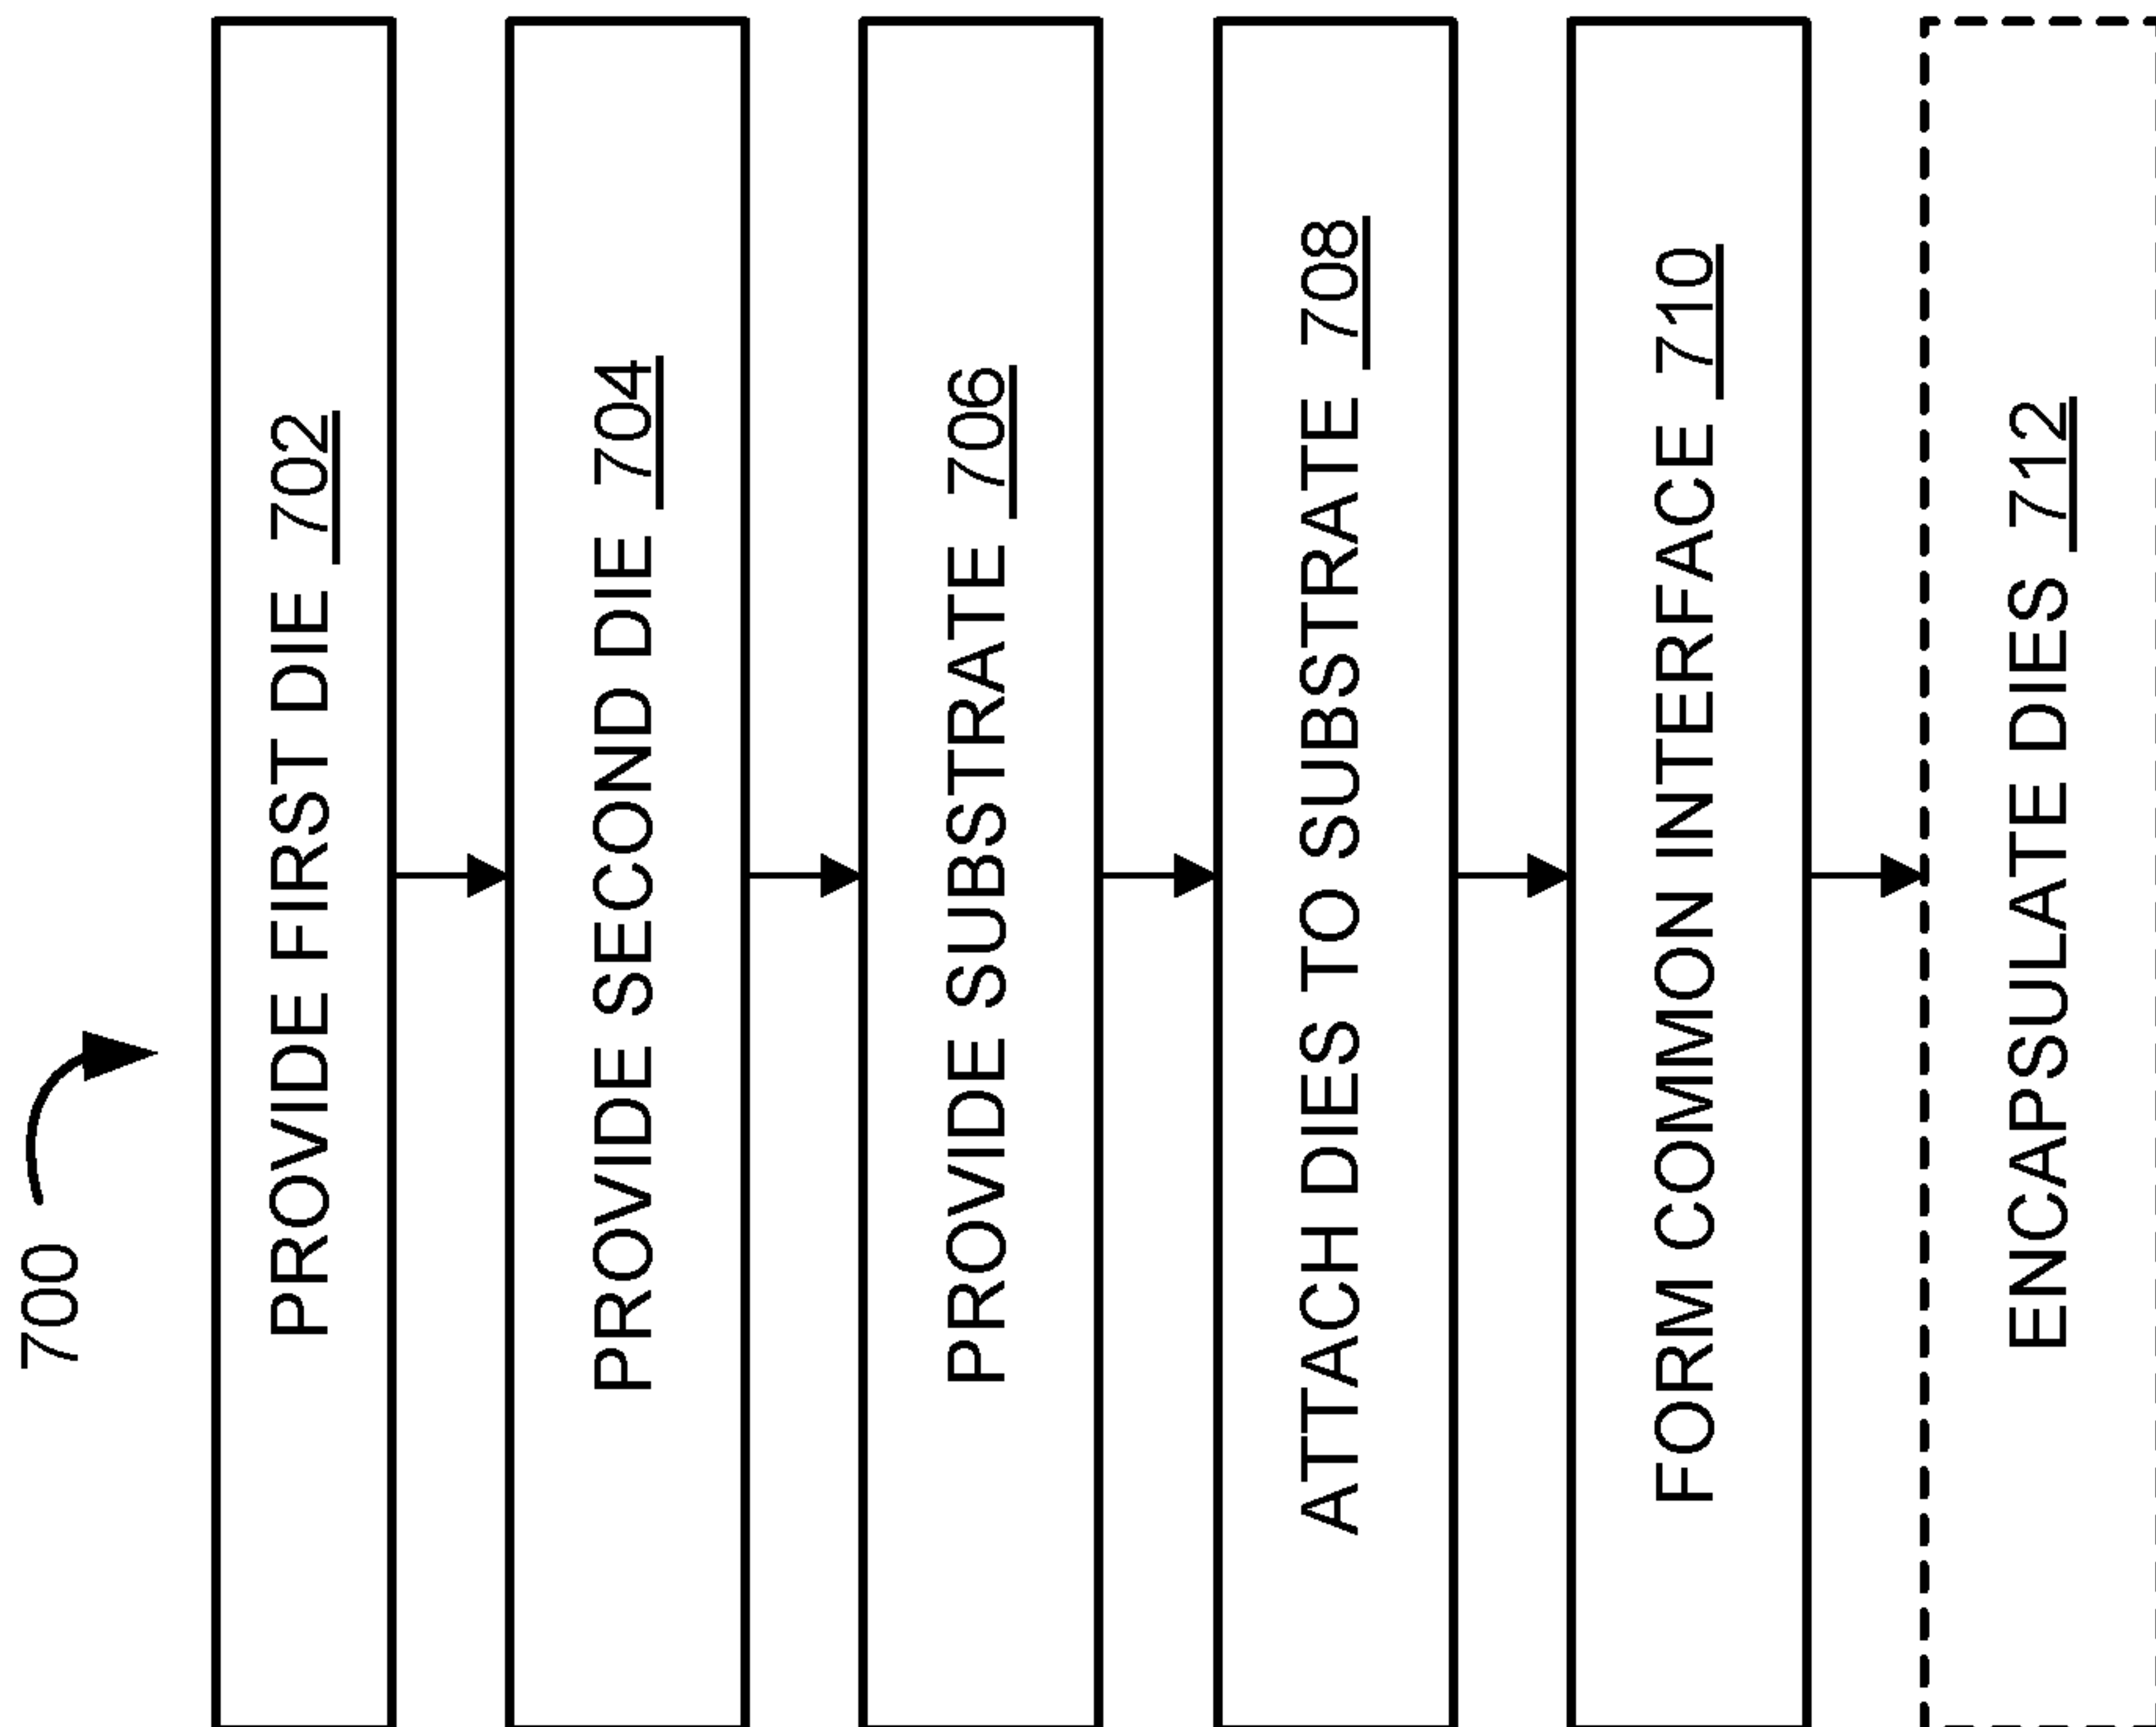 700
PROVIDE FIRST DIE 702
PROVIDE SECOND DIE 704
PROVIDE SUBSTRATE 706
ATTACH DIES TO SUBSTRATE 708
FORM COMMON INTERFACE 710
ENCAPSULATE DIES 712